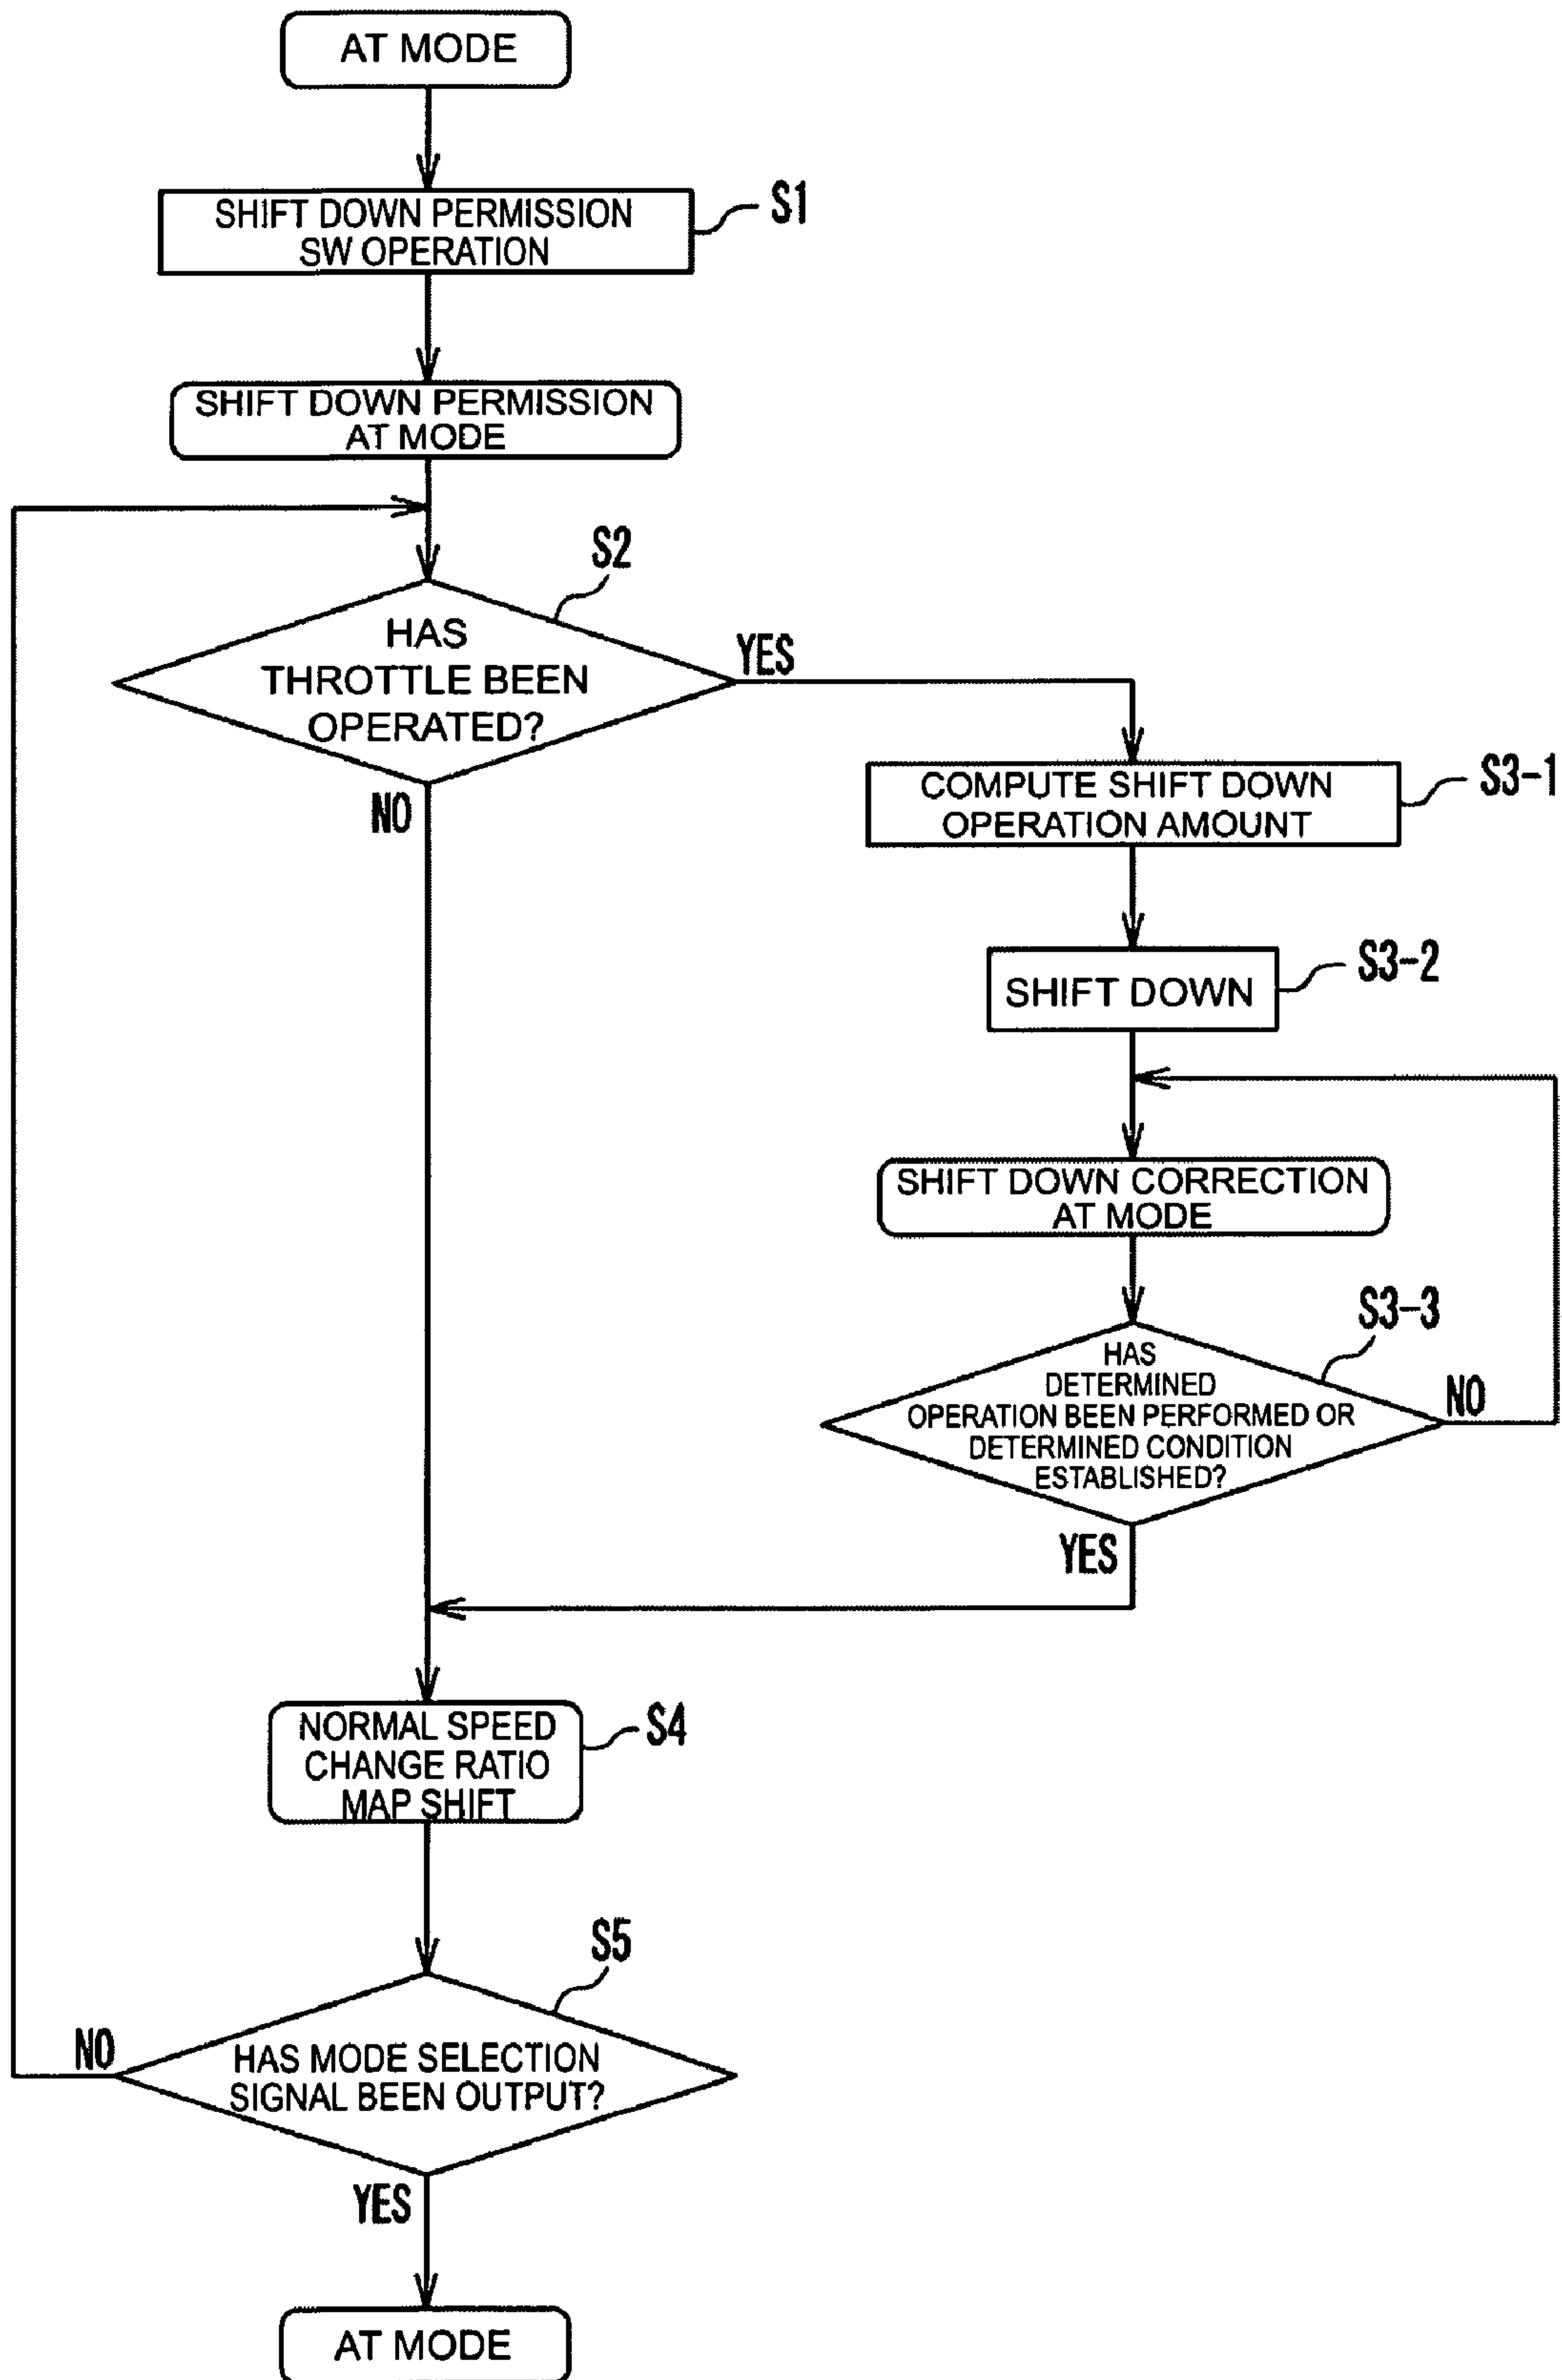 AT MODE
SHIFT DOWN PERMISSION
SW OPERATION
S1
SHIFT DOWN PERMISSION
AT MODE
S2
HAS
THROTTLE BEEN
OPERATED?
YES
NO
COMPUTE SHIFT DOWN
OPERATION AMOUNT
S3-1
SHIFT DOWN
S3-2
SHIFT DOWN CORRECTION
AT MODE
S3-3
HAS
DETERMINED
OPERATION BEEN PERFORMED OR
DETERMINED CONDITION
ESTABLISHED?
NO
YES
NORMAL SPEED
CHANGE RATIO
MAP SHIFT
S4
S5
HAS MODE SELECTION
SIGNAL BEEN OUTPUT?
NO
YES
AT MODE